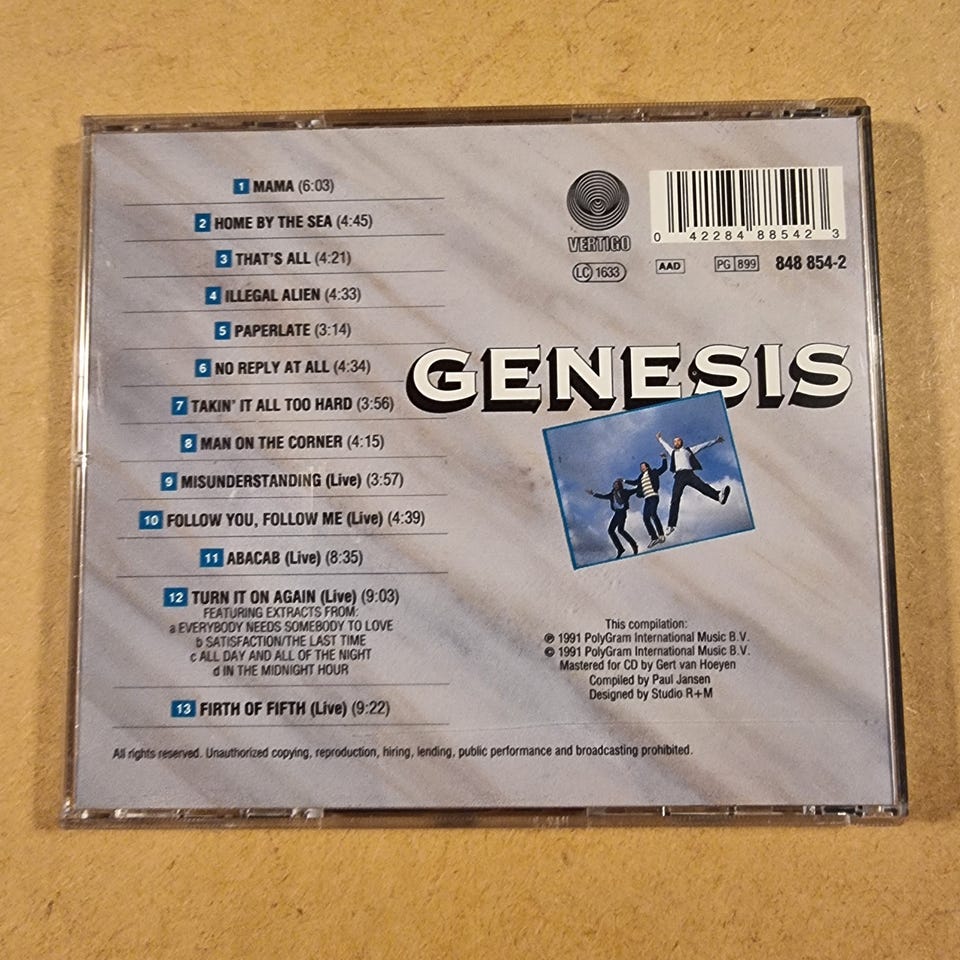 1 MAMA (6:03)
2 HOME BY THE SEA (4:45)
3 THAT'S ALL (4:21)
4 ILLEGAL ALIEN (4:33)
5 PAPERLATE (3:14)
6 NO REPLY AT ALL (4:34)
7 TAKIN' IT ALL TOO HARD (3:56)
8 MAN ON THE CORNER (4:15)
9 MISUNDERSTANDING (Live) (3:57)
10 FOLLOW YOU, FOLLOW ME (Live) (4:39)
11 ABACAB (Live) (8:35)
12 TURN IT ON AGAIN (Live) (9:03)
FEATURING EXTRACTS FROM:
a EVERYBODY NEEDS SOMEBODY TO LOVE
b SATISFACTION/THE LAST TIME
c ALL DAY AND ALL OF THE NIGHT
d IN THE MIDNIGHT HOUR
13 FIRTH OF FIFTH (Live) (9:22)
All rights reserved. Unauthorized copying, reproduction, hiring, lending, public performance and broadcasting prohibited.
VERTIGO
LC 1633
0 42284 88542 3
AAD PG 899 848 854-2
GENESIS
This compilation:
℗ 1991 PolyGram International Music B.V.
© 1991 PolyGram International Music B.V.
Mastered for CD by Gert van Hoeyen
Compiled by Paul Jansen
Designed by Studio R+M